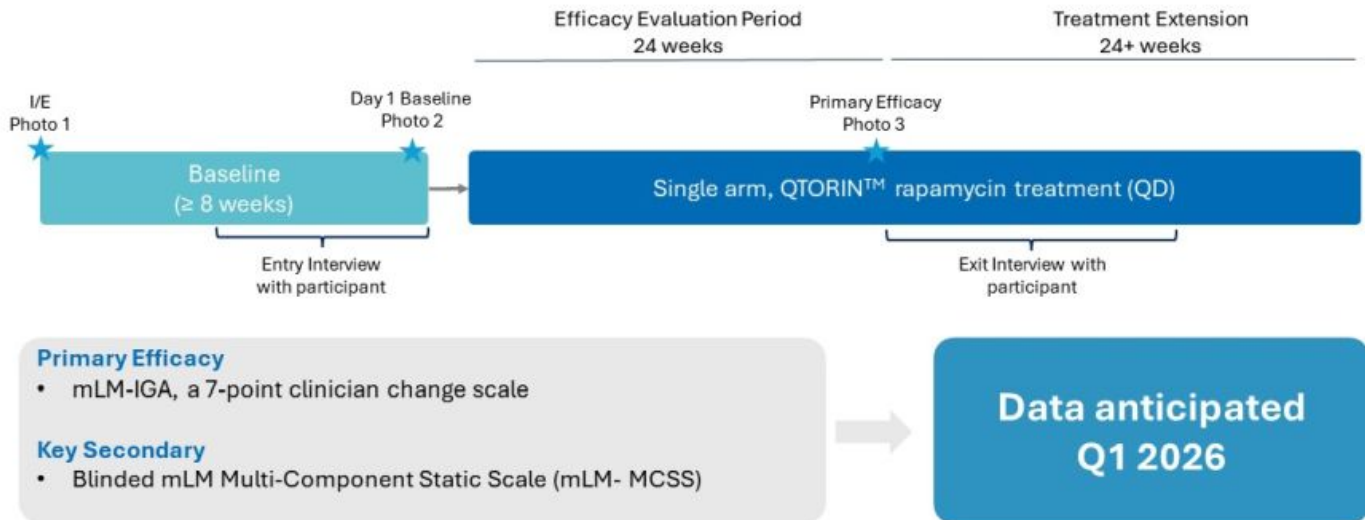 Efficacy Evaluation Period
24 weeks
Treatment Extension
24+ weeks
I/E
Photo 1
Day 1 Baseline
Photo 2
Primary Efficacy
Photo 3
Baseline
(≥ 8 weeks)
Single arm, QTORIN™ rapamycin treatment (QD)
Entry Interview
with participant
Exit Interview with
participant
Primary Efficacy
• mLM-IGA, a 7-point clinician change scale
Key Secondary
• Blinded mLM Multi-Component Static Scale (mLM- MCSS)
Data anticipated
Q1 2026